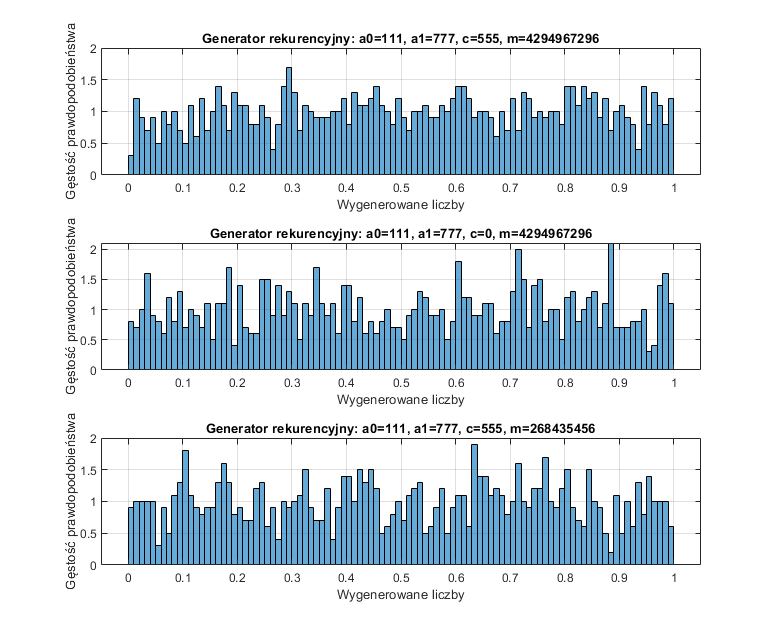 Generator rekurencyjny: a0=111, a1=777, c=555, m=4294967296
Gęstość prawdopodobieństwa
2
1.5
1
0.5
0
0 0.1 0.2 0.3 0.4 0.5 0.6 0.7 0.8 0.9 1
Wygenerowane liczby
Generator rekurencyjny: a0=111, a1=777, c=0, m=4294967296
Gęstość prawdopodobieństwa
2
1.5
1
0.5
0
0 0.1 0.2 0.3 0.4 0.5 0.6 0.7 0.8 0.9 1
Wygenerowane liczby
Generator rekurencyjny: a0=111, a1=777, c=555, m=268435456
Gęstość prawdopodobieństwa
2
1.5
1
0.5
0
0 0.1 0.2 0.3 0.4 0.5 0.6 0.7 0.8 0.9 1
Wygenerowane liczby